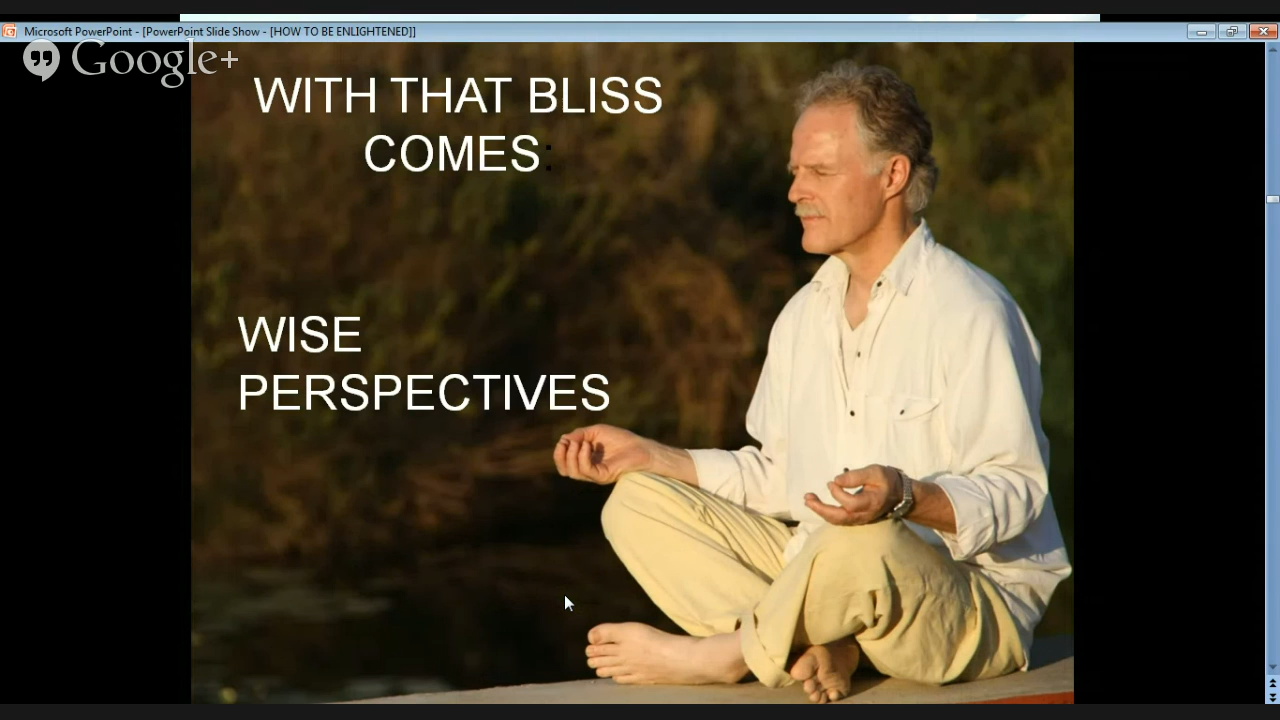 Microsoft PowerPoint - [PowerPoint Slide Show - [HOW TO BE ENLIGHTENED]]
Google+
WITH THAT BLISS
COMES:
WISE
PERSPECTIVES